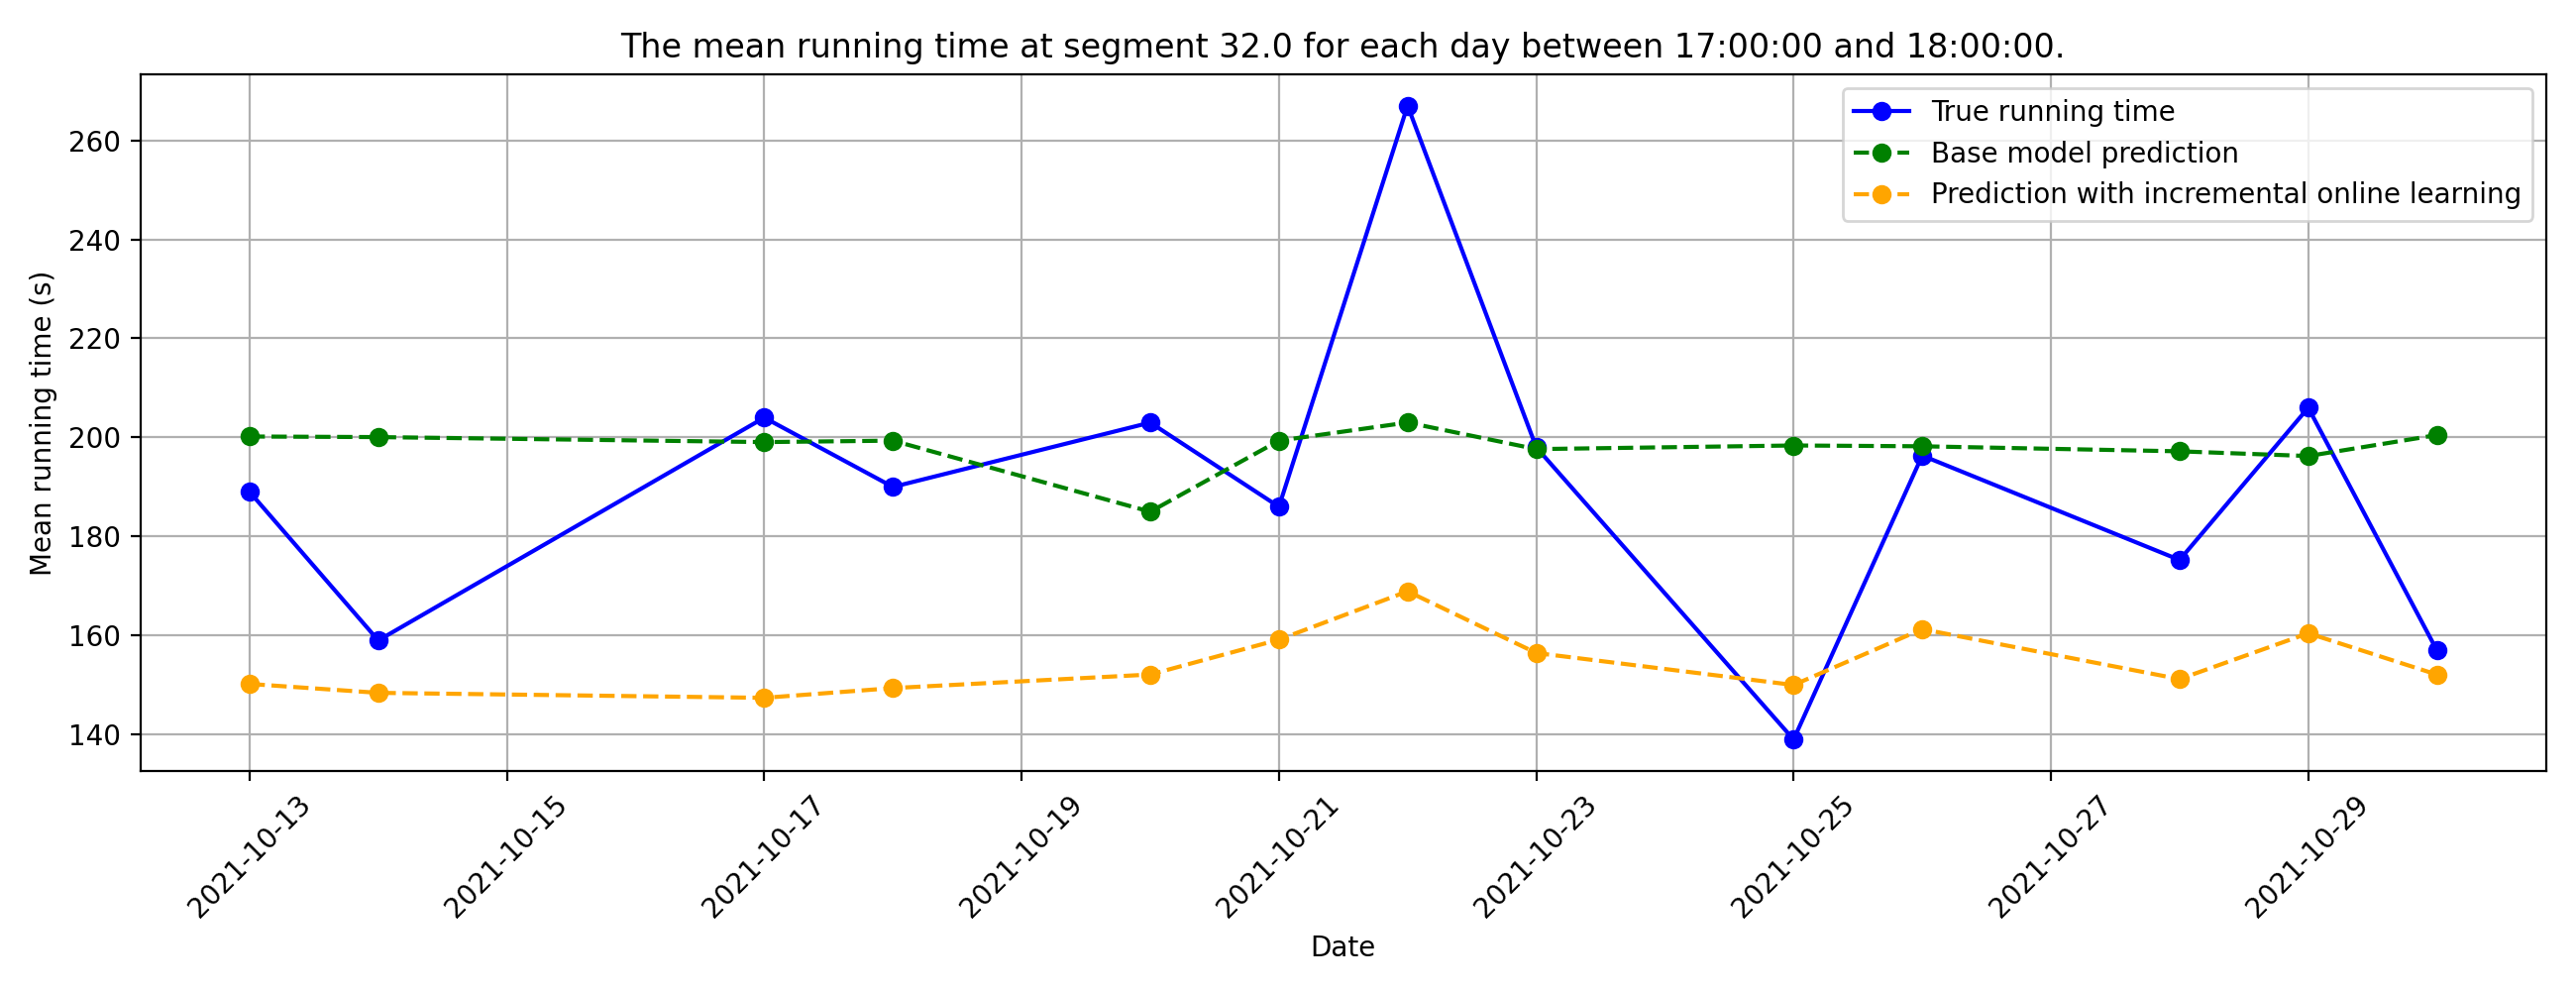 The mean running time at segment 32.0 for each day between 17:00:00 and 18:00:00.
True running time
Base model prediction
Prediction with incremental online learning
Mean running time (s)
260
240
220
200
180
160
140
2021-10-13
2021-10-15
2021-10-17
2021-10-19
2021-10-21
2021-10-23
2021-10-25
2021-10-27
2021-10-29
Date